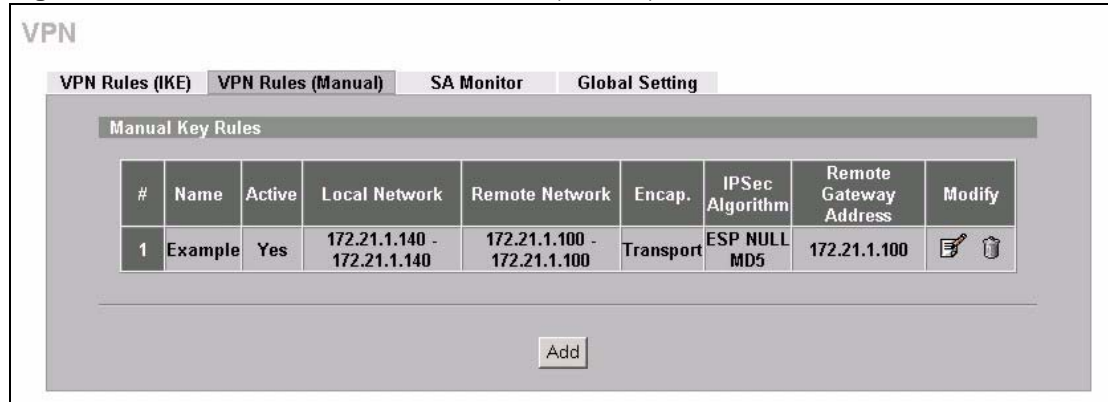 VPN
VPN Rules (IKE) VPN Rules (Manual) SA Monitor Global Setting
Manual Key Rules
# Name Active Local Network Remote Network Encap. IPSec Algorithm Remote Gateway Address Modify
1 Example Yes 172.21.1.140 - 172.21.1.140 172.21.1.100 - 172.21.1.100 Transport ESP NULL MD5 172.21.1.100
Add